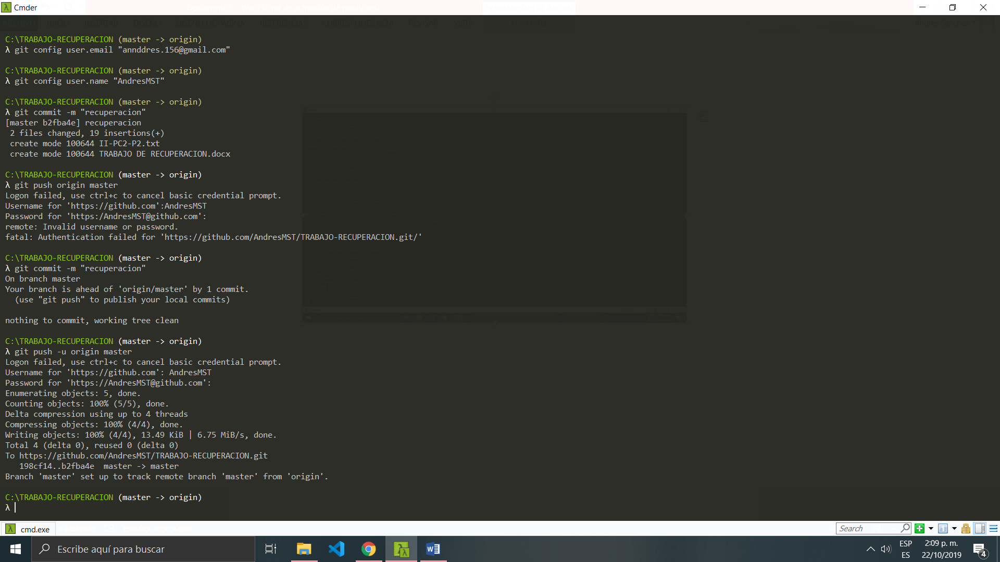 Cmder
C:\TRABAJO-RECUPERACION (master -> origin)
λ git config user.email "annddres.156@gmail.com"
C:\TRABAJO-RECUPERACION (master -> origin)
λ git config user.name "AndresMST"
C:\TRABAJO-RECUPERACION (master -> origin)
λ git commit -m "recuperacion"
[master b2fba4e] recuperacion
2 files changed, 19 insertions(+)
create mode 100644 II-PC2-P2.txt
create mode 100644 TRABAJO DE RECUPERACION.docx
C:\TRABAJO-RECUPERACION (master -> origin)
λ git push origin master
Logon failed, use ctrl+c to cancel basic credential prompt.
Username for 'https://github.com':AndresMST
Password for 'https:/AndresMST@github.com':
remote: Invalid username or password.
fatal: Authentication failed for 'https://github.com/AndresMST/TRABAJO-RECUPERACION.git/'
C:\TRABAJO-RECUPERACION (master -> origin)
λ git commit -m "recuperacion"
On branch master
Your branch is ahead of 'origin/master' by 1 commit.
(use "git push" to publish your local commits)
nothing to commit, working tree clean
C:\TRABAJO-RECUPERACION (master -> origin)
λ git push -u origin master
Logon failed, use ctrl+c to cancel basic credential prompt.
Username for 'https://github.com': AndresMST
Password for 'https://AndresMST@github.com':
Enumerating objects: 5, done.
Counting objects: 100% (5/5), done.
Delta compression using up to 4 threads
Compressing objects: 100% (4/4), done.
Writing objects: 100% (4/4), 13.49 KiB | 6.75 MiB/s, done.
Total 4 (delta 0), reused 0 (delta 0)
To https://github.com/AndresMST/TRABAJO-RECUPERACION.git
198cf14..b2fba4e  master -> master
Branch 'master' set up to track remote branch 'master' from 'origin'.
C:\TRABAJO-RECUPERACION (master -> origin)
λ
cmd.exe
Search
Escribe aquí para buscar
ESP
ES
2:09 p. m.
22/10/2019
4